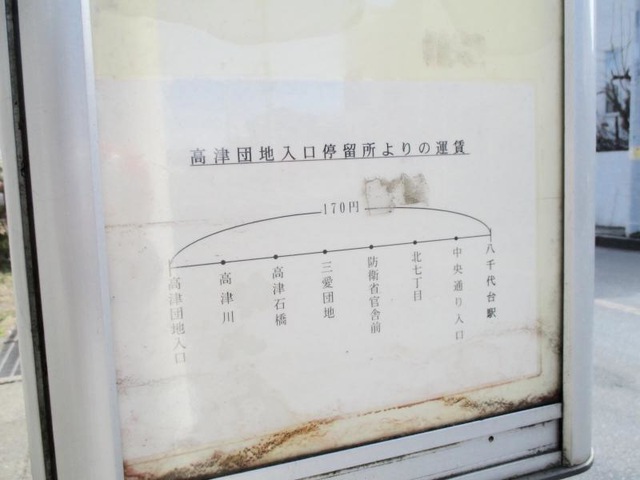 高津団地入口停留所よりの運賃
170円
高津団地入口
高津川
高津石橋
三愛団地
防衛省官舎前
北七丁目
中央通り入口
八千代台駅